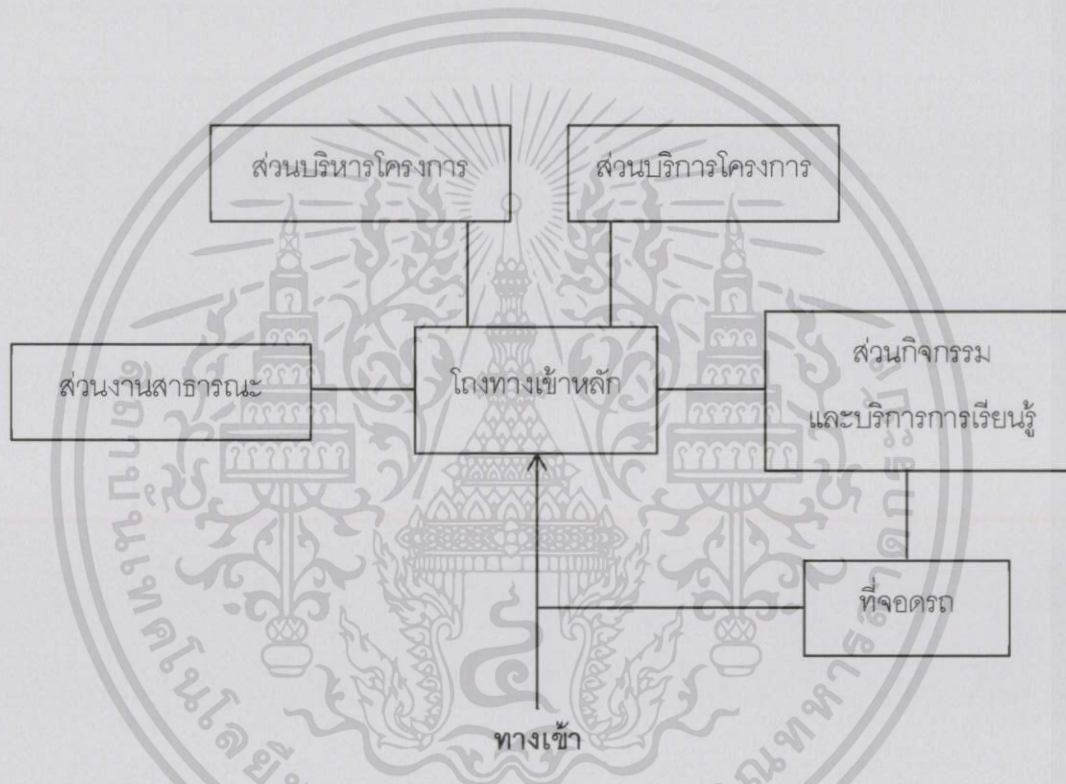 ส่วนบริหารโครงการ
ส่วนบริการโครงการ
ส่วนงานสาธารณะ
โถงทางเข้าหลัก
ส่วนกิจกรรม
และบริการการเรียนรู้
ที่จอดรถ
ทางเข้า